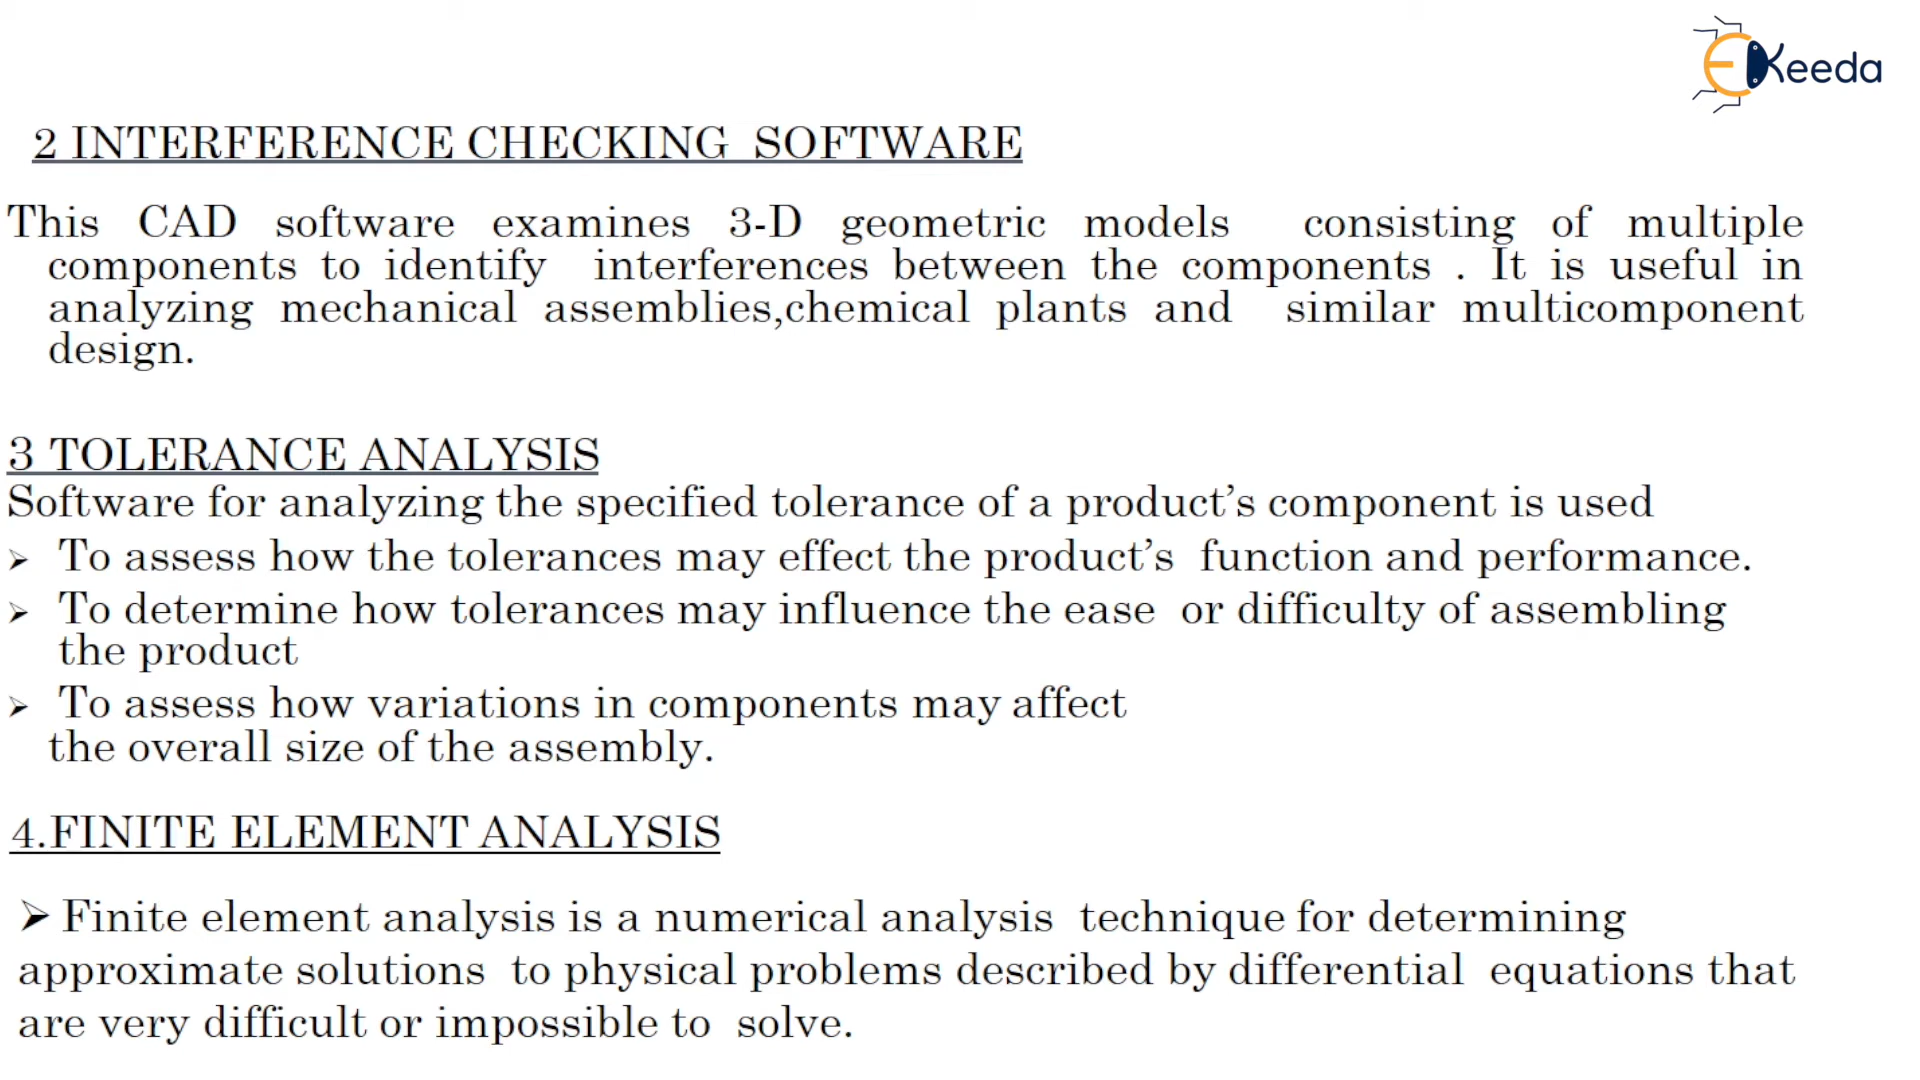 EKeeda
2 INTERFERENCE CHECKING SOFTWARE
This CAD software examines 3-D geometric models consisting of multiple
components to identify interferences between the components . It is useful in
analyzing mechanical assemblies,chemical plants and similar multicomponent
design.
3 TOLERANCE ANALYSIS
Software for analyzing the specified tolerance of a product’s component is used
➢ To assess how the tolerances may effect the product’s function and performance.
➢ To determine how tolerances may influence the ease or difficulty of assembling
the product
➢ To assess how variations in components may affect
the overall size of the assembly.
4.FINITE ELEMENT ANALYSIS
➢ Finite element analysis is a numerical analysis technique for determining
approximate solutions to physical problems described by differential equations that
are very difficult or impossible to solve.